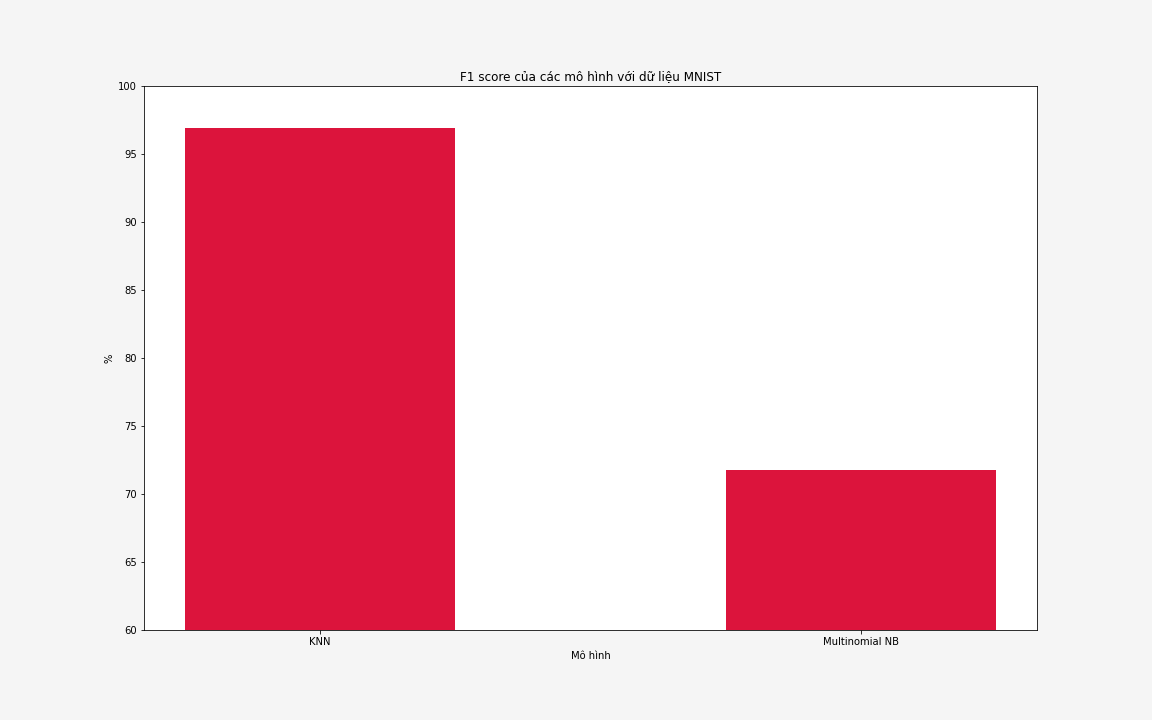 F1 score của các mô hình với dữ liệu MNIST
100
95
90
85
80
75
70
65
60
%
KNN
Multinomial NB
Mô hình